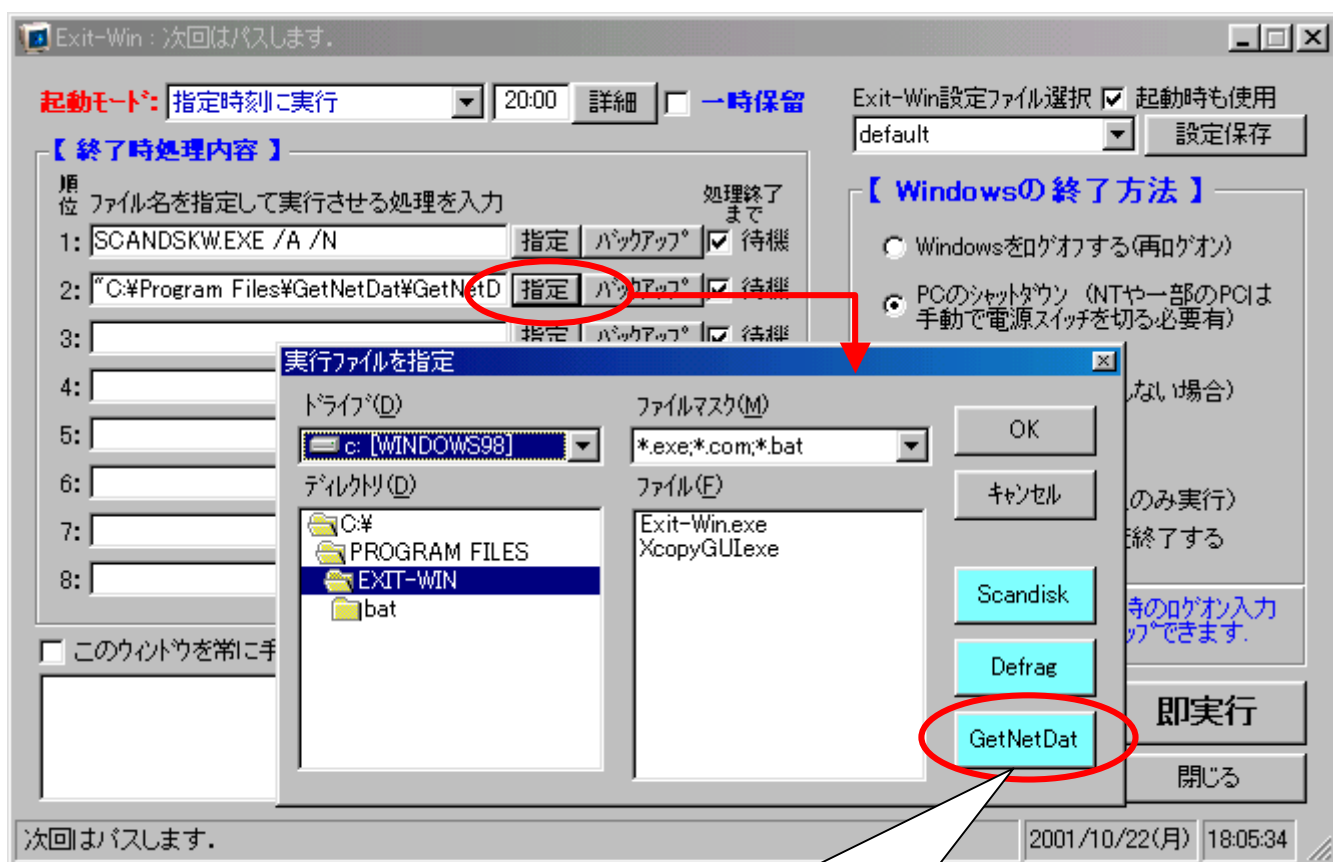 Exit-Win：次回はパスします.
起動モード: 指定時刻に実行 20:00 詳細 一時保留
Exit-Win設定ファイル選択 起動時も使用
default 設定保存
【 終了時処理内容 】
順位 ファイル名を指定して実行させる処理を入力 処理終了まで
1: SCANDSKW.EXE /A /N 指定 バックアップ 待機
2: "C:¥Program Files¥GetNetDat¥GetNetD 指定 バックアップ 待機
3: 指定 バックアップ 待機
4:
5:
6:
7:
8:
【 Windowsの終了方法 】
Windowsをログオフする(再ログオン)
PCのシャットダウン (NTや一部のPCは
手動で電源スイッチを切る必要有)
ない場合)
のみ実行)
終了する
時のログオン入力
ップできます.
このウィンドウを常に手
実行ファイルを指定
ドライブ(D)
c: [WINDOWS98]
ファイルマスク(M)
*.exe;*.com;*.bat
ディレクトリ(D)
C:¥
PROGRAM FILES
EXIT-WIN
bat
ファイル(F)
Exit-Win.exe
XcopyGUI.exe
OK
キャンセル
Scandisk
Defrag
GetNetDat
即実行
閉じる
次回はパスします. 2001/10/22(月) 18:05:34